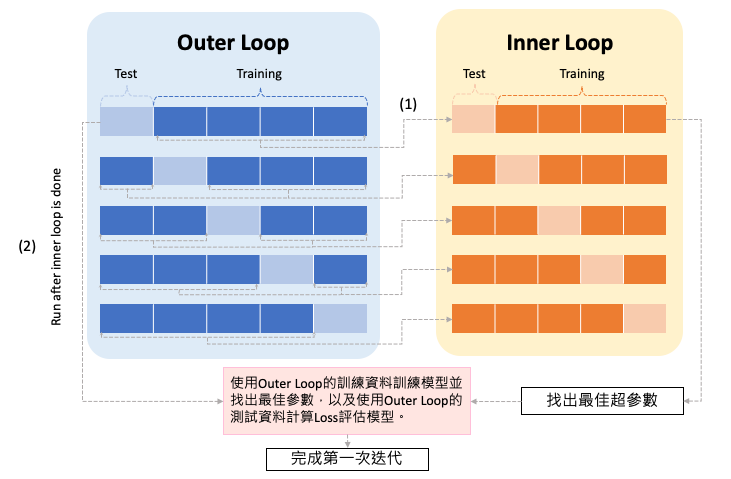 Outer Loop
Inner Loop
Test
Training
Test
Training
(1)
(2)
Run after inner loop is done
使用Outer Loop的訓練資料訓練模型並
找出最佳參數，以及使用Outer Loop的
測試資料計算Loss評估模型。
找出最佳超參數
完成第一次迭代